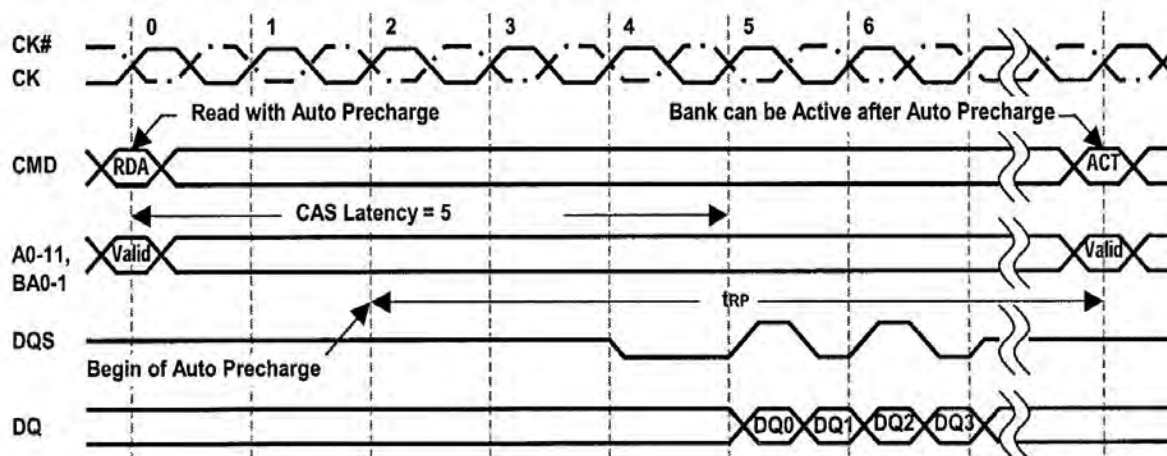 0 1 2 3 4 5 6
CK#
CK
Read with Auto Precharge
Bank can be Active after Auto Precharge
CMD
RDA
ACT
CAS Latency = 5
A0-11,
BA0-1
Valid
Valid
tRP
DQS
Begin of Auto Precharge
DQ
DQ0 DQ1 DQ2 DQ3